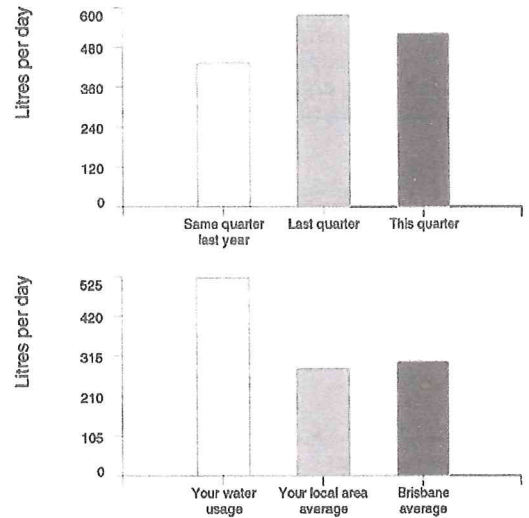 Litres per day
600
480
360
240
120
0
Same quarter
last year
Last quarter
This quarter
Litres per day
525
420
315
210
105
0
Your water
usage
Your local area
average
Brisbane
average